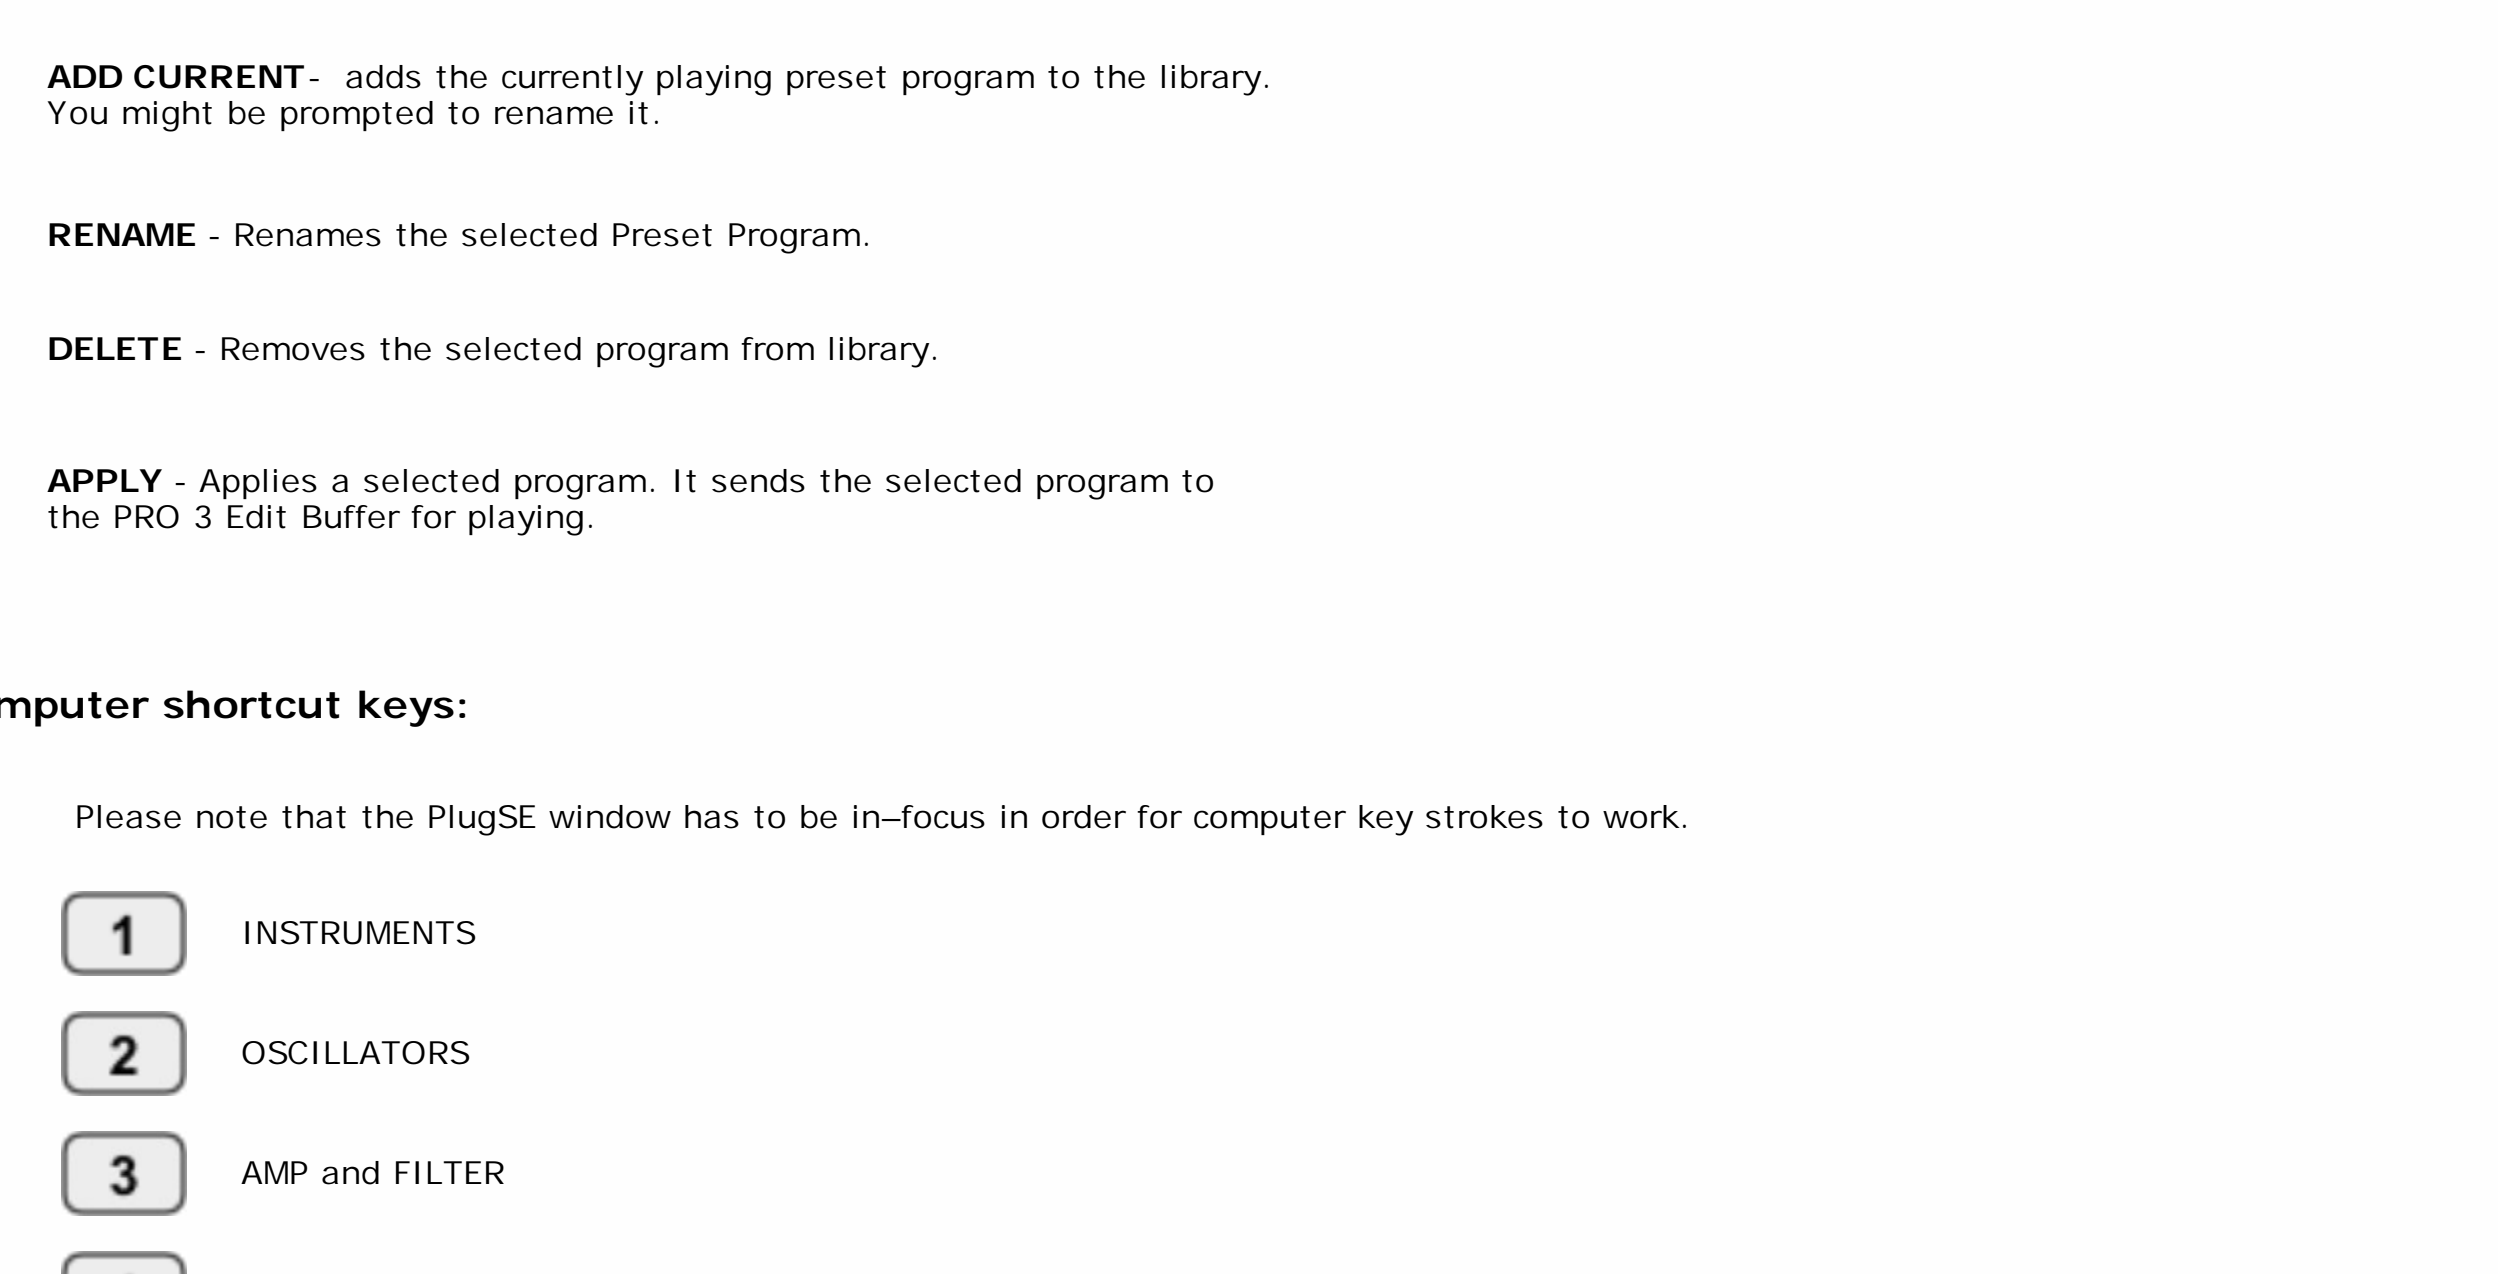 ADD CURRENT-  adds the currently playing preset program to the library.
You might be prompted to rename it.
RENAME - Renames the selected Preset Program.
DELETE - Removes the selected program from library.
APPLY - Applies a selected program. It sends the selected program to
the PRO 3 Edit Buffer for playing.
mputer shortcut keys:
Please note that the PlugSE window has to be in–focus in order for computer key strokes to work.
1 INSTRUMENTS
2 OSCILLATORS
3 AMP and FILTER